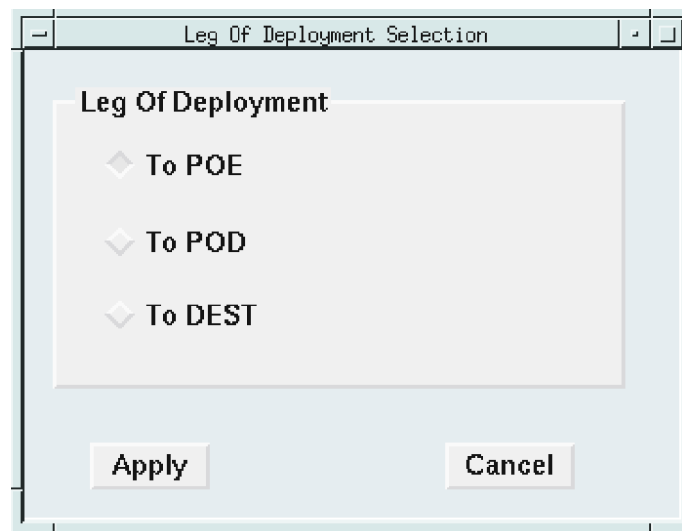 Leg Of Deployment Selection
Leg Of Deployment
To POE
To POD
To DEST
Apply Cancel